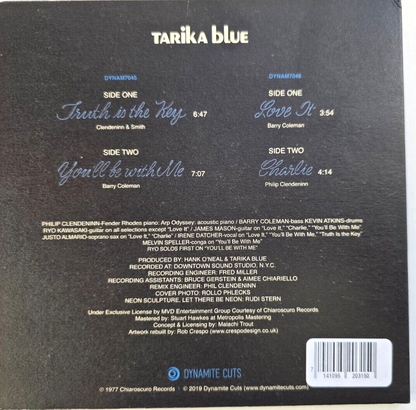 TARIKA BLUE
DYNAM7045
DYNAM7046
SIDE ONE
Truth is the Key 6:47
Clendeninn & Smith
SIDE ONE
Love It 3:54
Barry Coleman
SIDE TWO
You'll be with Me 7:07
Barry Coleman
SIDE TWO
Charlie 4:14
Philip Clendeninn
PHILIP CLENDENINN-Fender Rhodes piano: Arp Odyssey: acoustic piano / BARRY COLEMAN-bass KEVIN ATKINS-drums
RYO KAWASAKI-guitar on all selections except "Love It" / JAMES MASON-guitar on "Love It," "Charlie," "You'll Be With Me"
JUSTO ALMARIO-soprano sax on "Love It," "Charlie" / IRENE DATCHER-vocal on "Love It," "You'll Be With Me," "Truth Is the Key"
MELVIN SPELLER-conga on "You'll Be With Me"
RYO SOLOS FIRST ON "YOU'LL BE WITH ME"
PRODUCED BY: HANK O'NEAL & TARIKA BLUE
RECORDED AT: DOWNTOWN SOUND STUDIO, N.Y.C.
RECORDING ENGINEER: FRED MILLER
RECORDING ASSISTANTS: BRUCE GERSTEIN & AIMEE CHIARIELLO
REMIX ENGINEER: PHIL CLENDENINN
COVER PHOTO: ROLLO PHLECKS
NEON SCULPTURE. LET THERE BE NEON: RUDI STERN
Under Exclusive License by MVD Entertainment Group Courtesy of Chiaroscuro Records
Mastered by: Stuart Hawkes at Metropolis Mastering
Concept & Licensing by: Malachi Trout
Artwork rebuilt by: Rob Crespo (www.crespodesign.co.uk)
DYNAMITE CUTS
℗ 1977 Chiaroscuro Records © 2019 Dynamite Cuts (www.dynamitecuts.com)
7 141095 203150